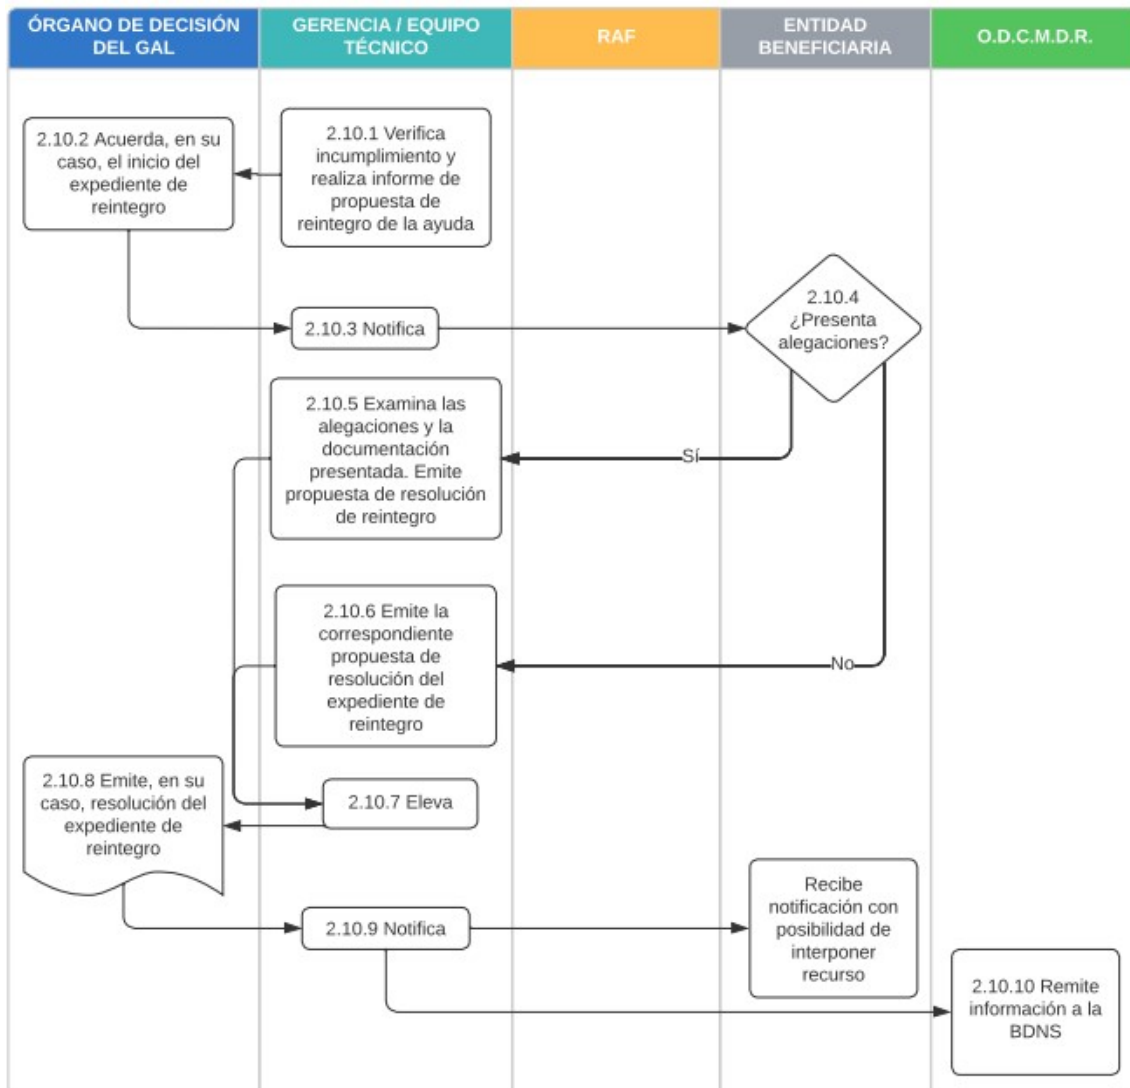 ÓRGANO DE DECISIÓN
DEL GAL
GERENCIA / EQUIPO
TÉCNICO
RAF
ENTIDAD
BENEFICIARIA
O.D.C.M.D.R.
2.10.2 Acuerda, en su
caso, el inicio del
expediente de
reintegro
2.10.1 Verifica
incumplimiento y
realiza informe de
propuesta de
reintegro de la ayuda
2.10.3 Notifica
2.10.4
¿Presenta
alegaciones?
2.10.5 Examina las
alegaciones y la
documentación
presentada. Emite
propuesta de resolución
de reintegro
Sí
2.10.6 Emite la
correspondiente
propuesta de
resolución del
expediente de
reintegro
No
2.10.8 Emite, en su
caso, resolución del
expediente de
reintegro
2.10.7 Eleva
2.10.9 Notifica
Recibe
notificación con
posibilidad de
interponer
recurso
2.10.10 Remite
información a la
BDNS